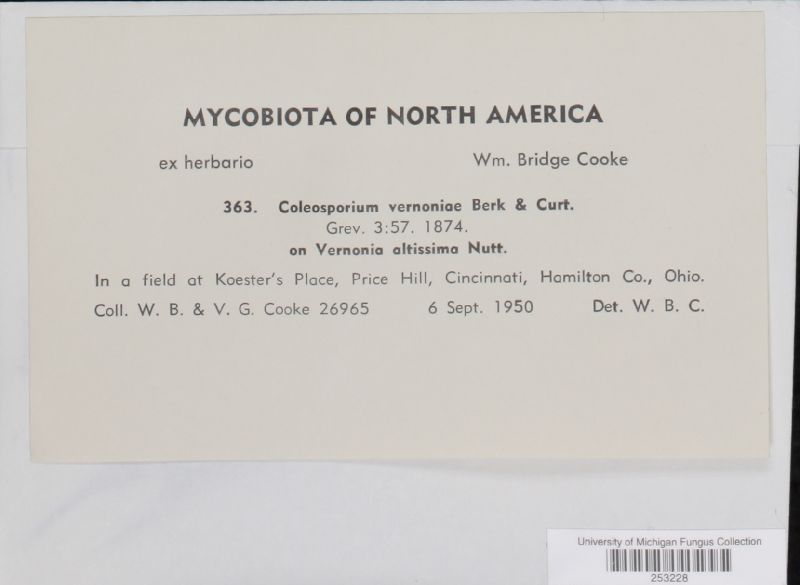 MYCOBIOTA OF NORTH AMERICA
ex herbario Wm. Bridge Cooke
363. Coleosporium vernoniae Berk & Curt.
Grev. 3:57. 1874.
on Vernonia altissima Nutt.
In a field at Koester's Place, Price Hill, Cincinnati, Hamilton Co., Ohio.
Coll. W. B. & V. G. Cooke 26965 6 Sept. 1950 Det. W. B. C.
University of Michigan Fungus Collection
253228